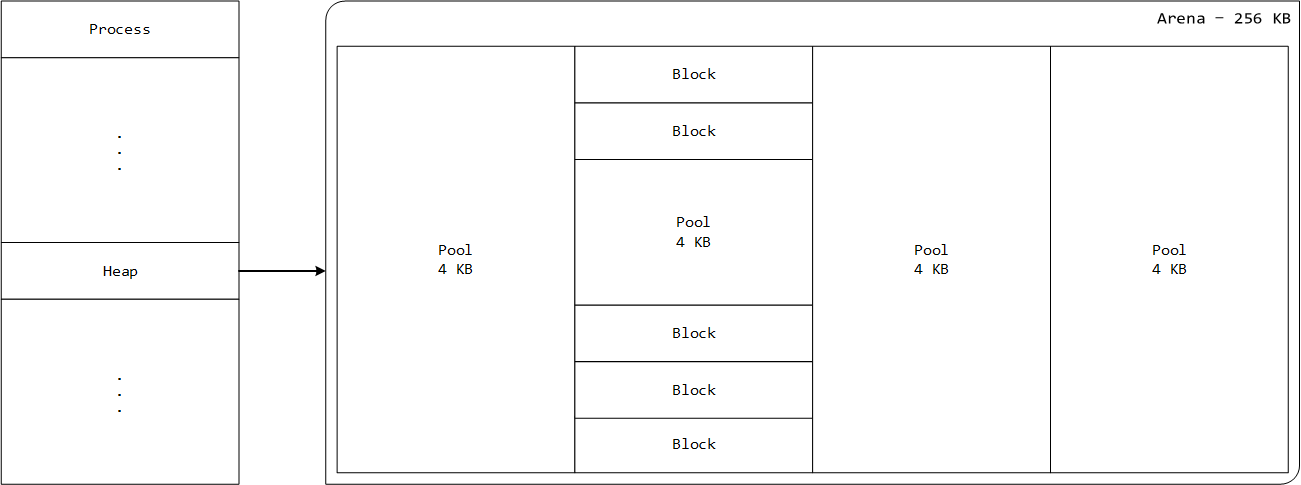 Process
.
.
.
Heap
.
.
.
Arena – 256 KB
Pool
4 KB
Block
Block
Pool
4 KB
Block
Block
Block
Pool
4 KB
Pool
4 KB